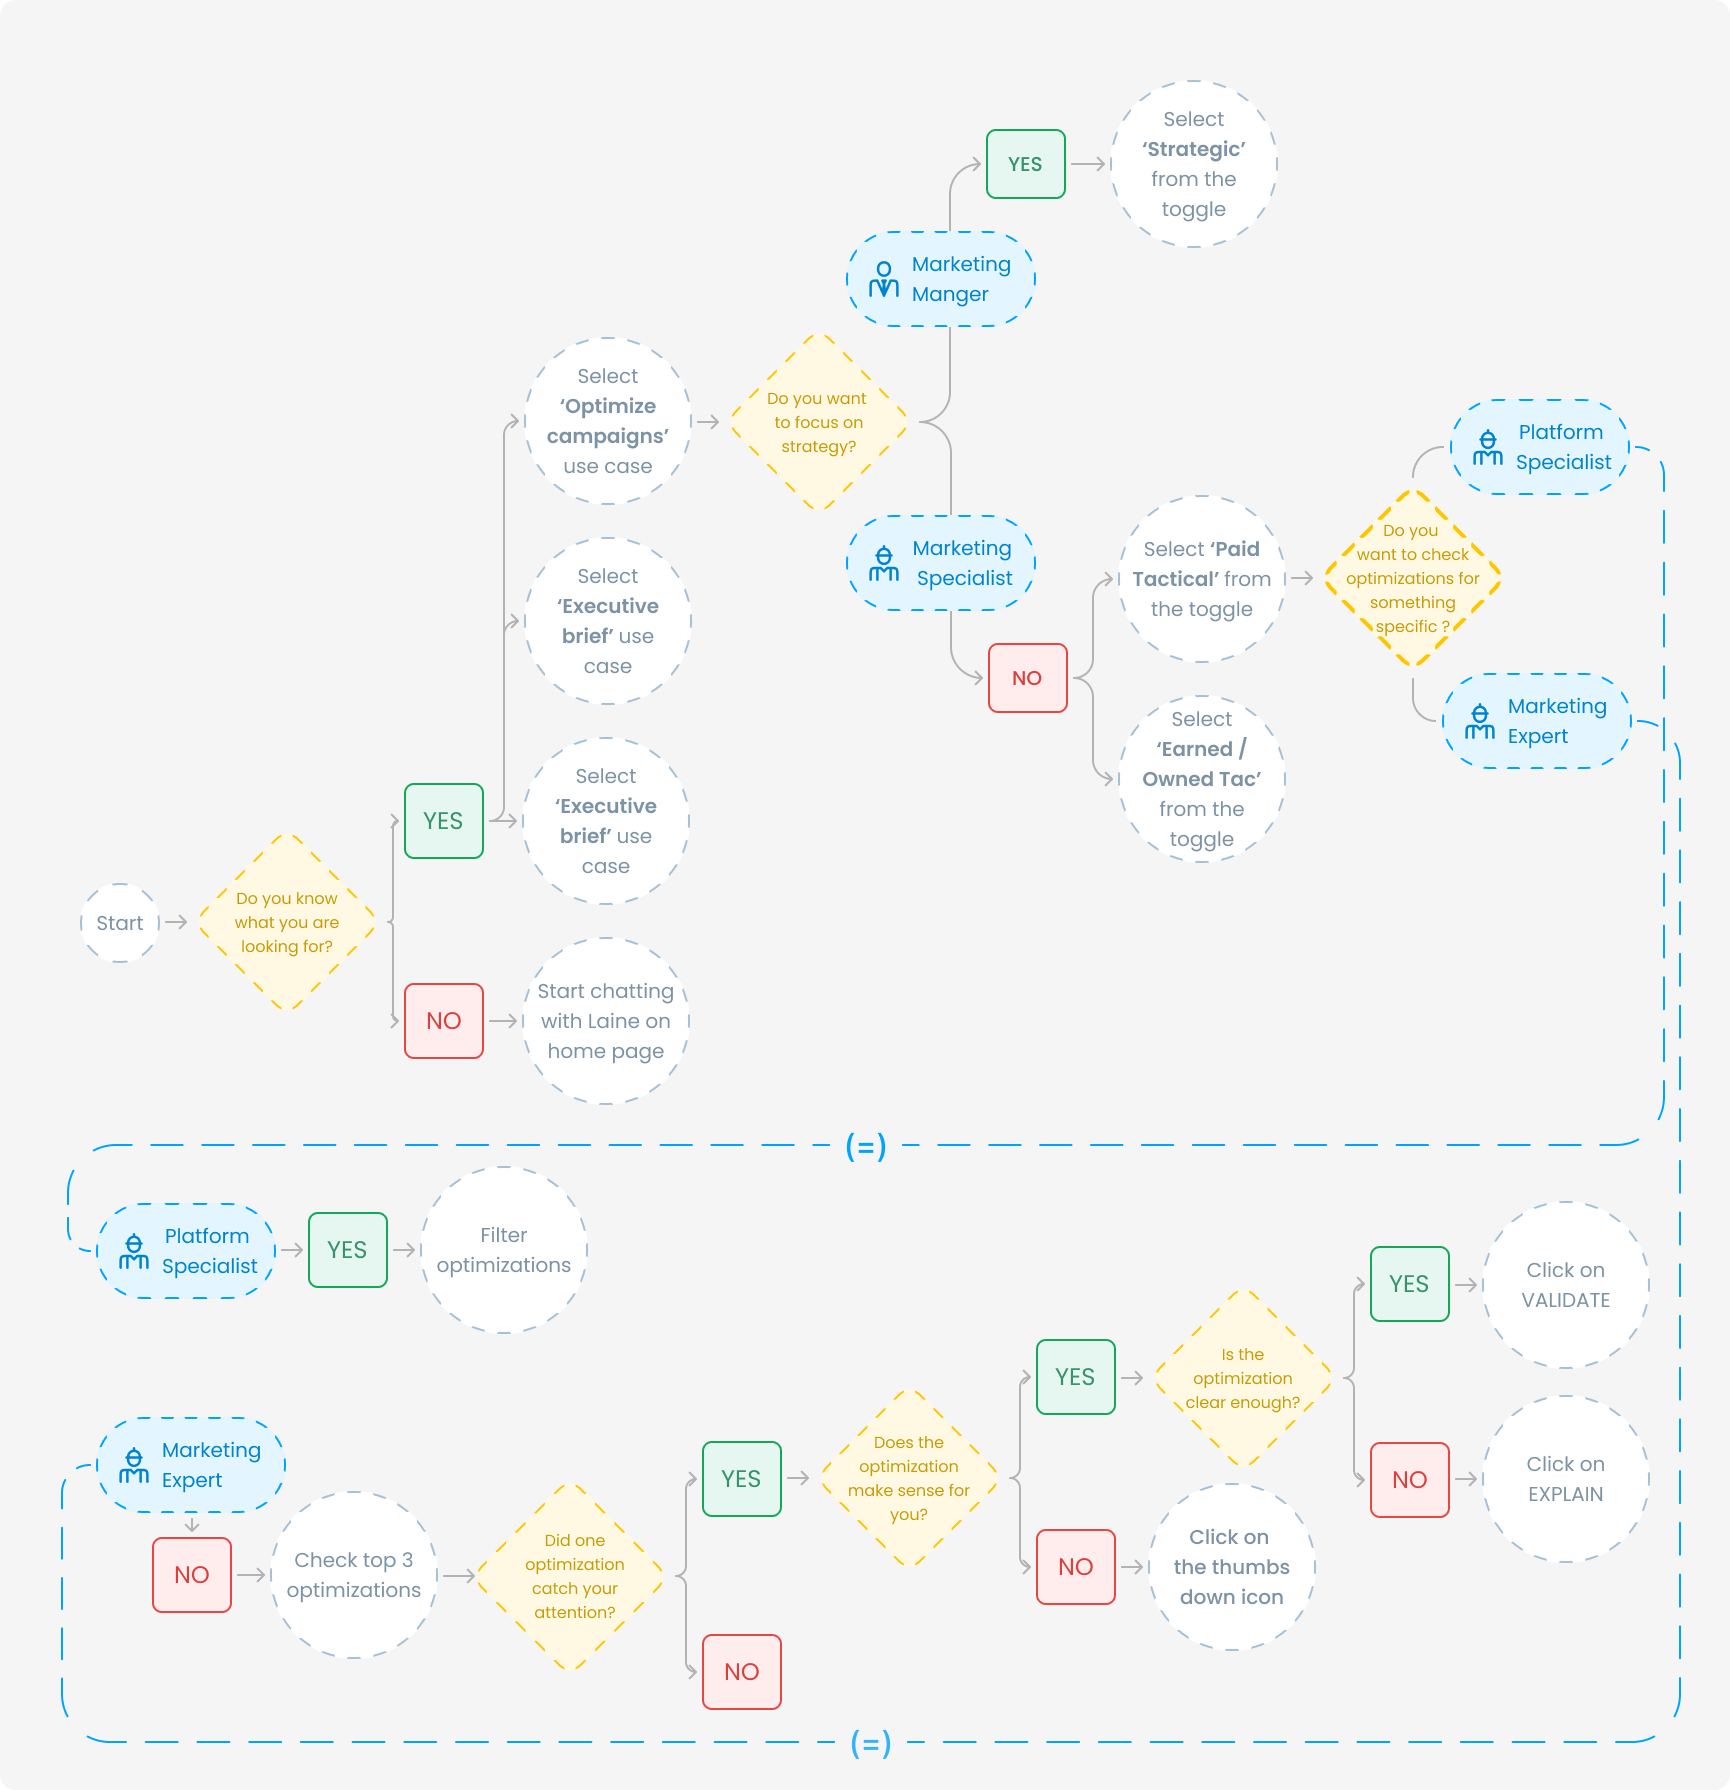 Select
‘Strategic’
from the
toggle
YES
Marketing
Manger
Select
‘Optimize
campaigns’
use case
Do you want
to focus on
strategy?
Marketing
Specialist
NO
Select ‘Paid
Tactical’ from
the toggle
Select
‘Earned /
Owned Tac’
from the
toggle
Do you
want to check
optimizations for
something
specific ?
Platform
Specialist
Marketing
Expert
Select
‘Executive
brief’ use
case
Select
‘Executive
brief’ use
case
YES
Start
Do you know
what you are
looking for?
NO
Start chatting
with Laine on
home page
(=)
Platform
Specialist
YES
Filter
optimizations
Marketing
Expert
NO
Check top 3
optimizations
Did one
optimization
catch your
attention?
YES
NO
Does the
optimization
make sense for
you?
YES
NO
Click on
the thumbs
down icon
Is the
optimization
clear enough?
YES
Click on
VALIDATE
NO
Click on
EXPLAIN
(=)